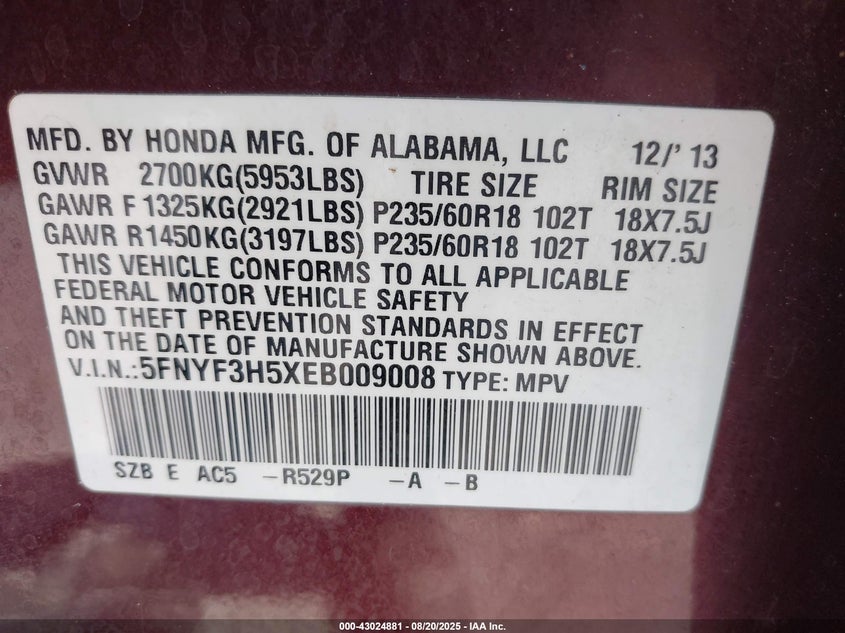 MFD. BY HONDA MFG. OF ALABAMA, LLC 12/' 13
GVWR 2700KG(5953LBS) TIRE SIZE RIM SIZE
GAWR F 1325KG(2921LBS) P235/60R18 102T 18X7.5J
GAWR R1450KG(3197LBS) P235/60R18 102T 18X7.5J
THIS VEHICLE CONFORMS TO ALL APPLICABLE
FEDERAL MOTOR VEHICLE SAFETY
AND THEFT PREVENTION STANDARDS IN EFFECT
ON THE DATE OF MANUFACTURE SHOWN ABOVE.
V.I.N.:5FNYF3H5XEB009008 TYPE: MPV
SZB E AC5 -R529P -A -B
000-43024881 - 08/20/2025 - IAA Inc.